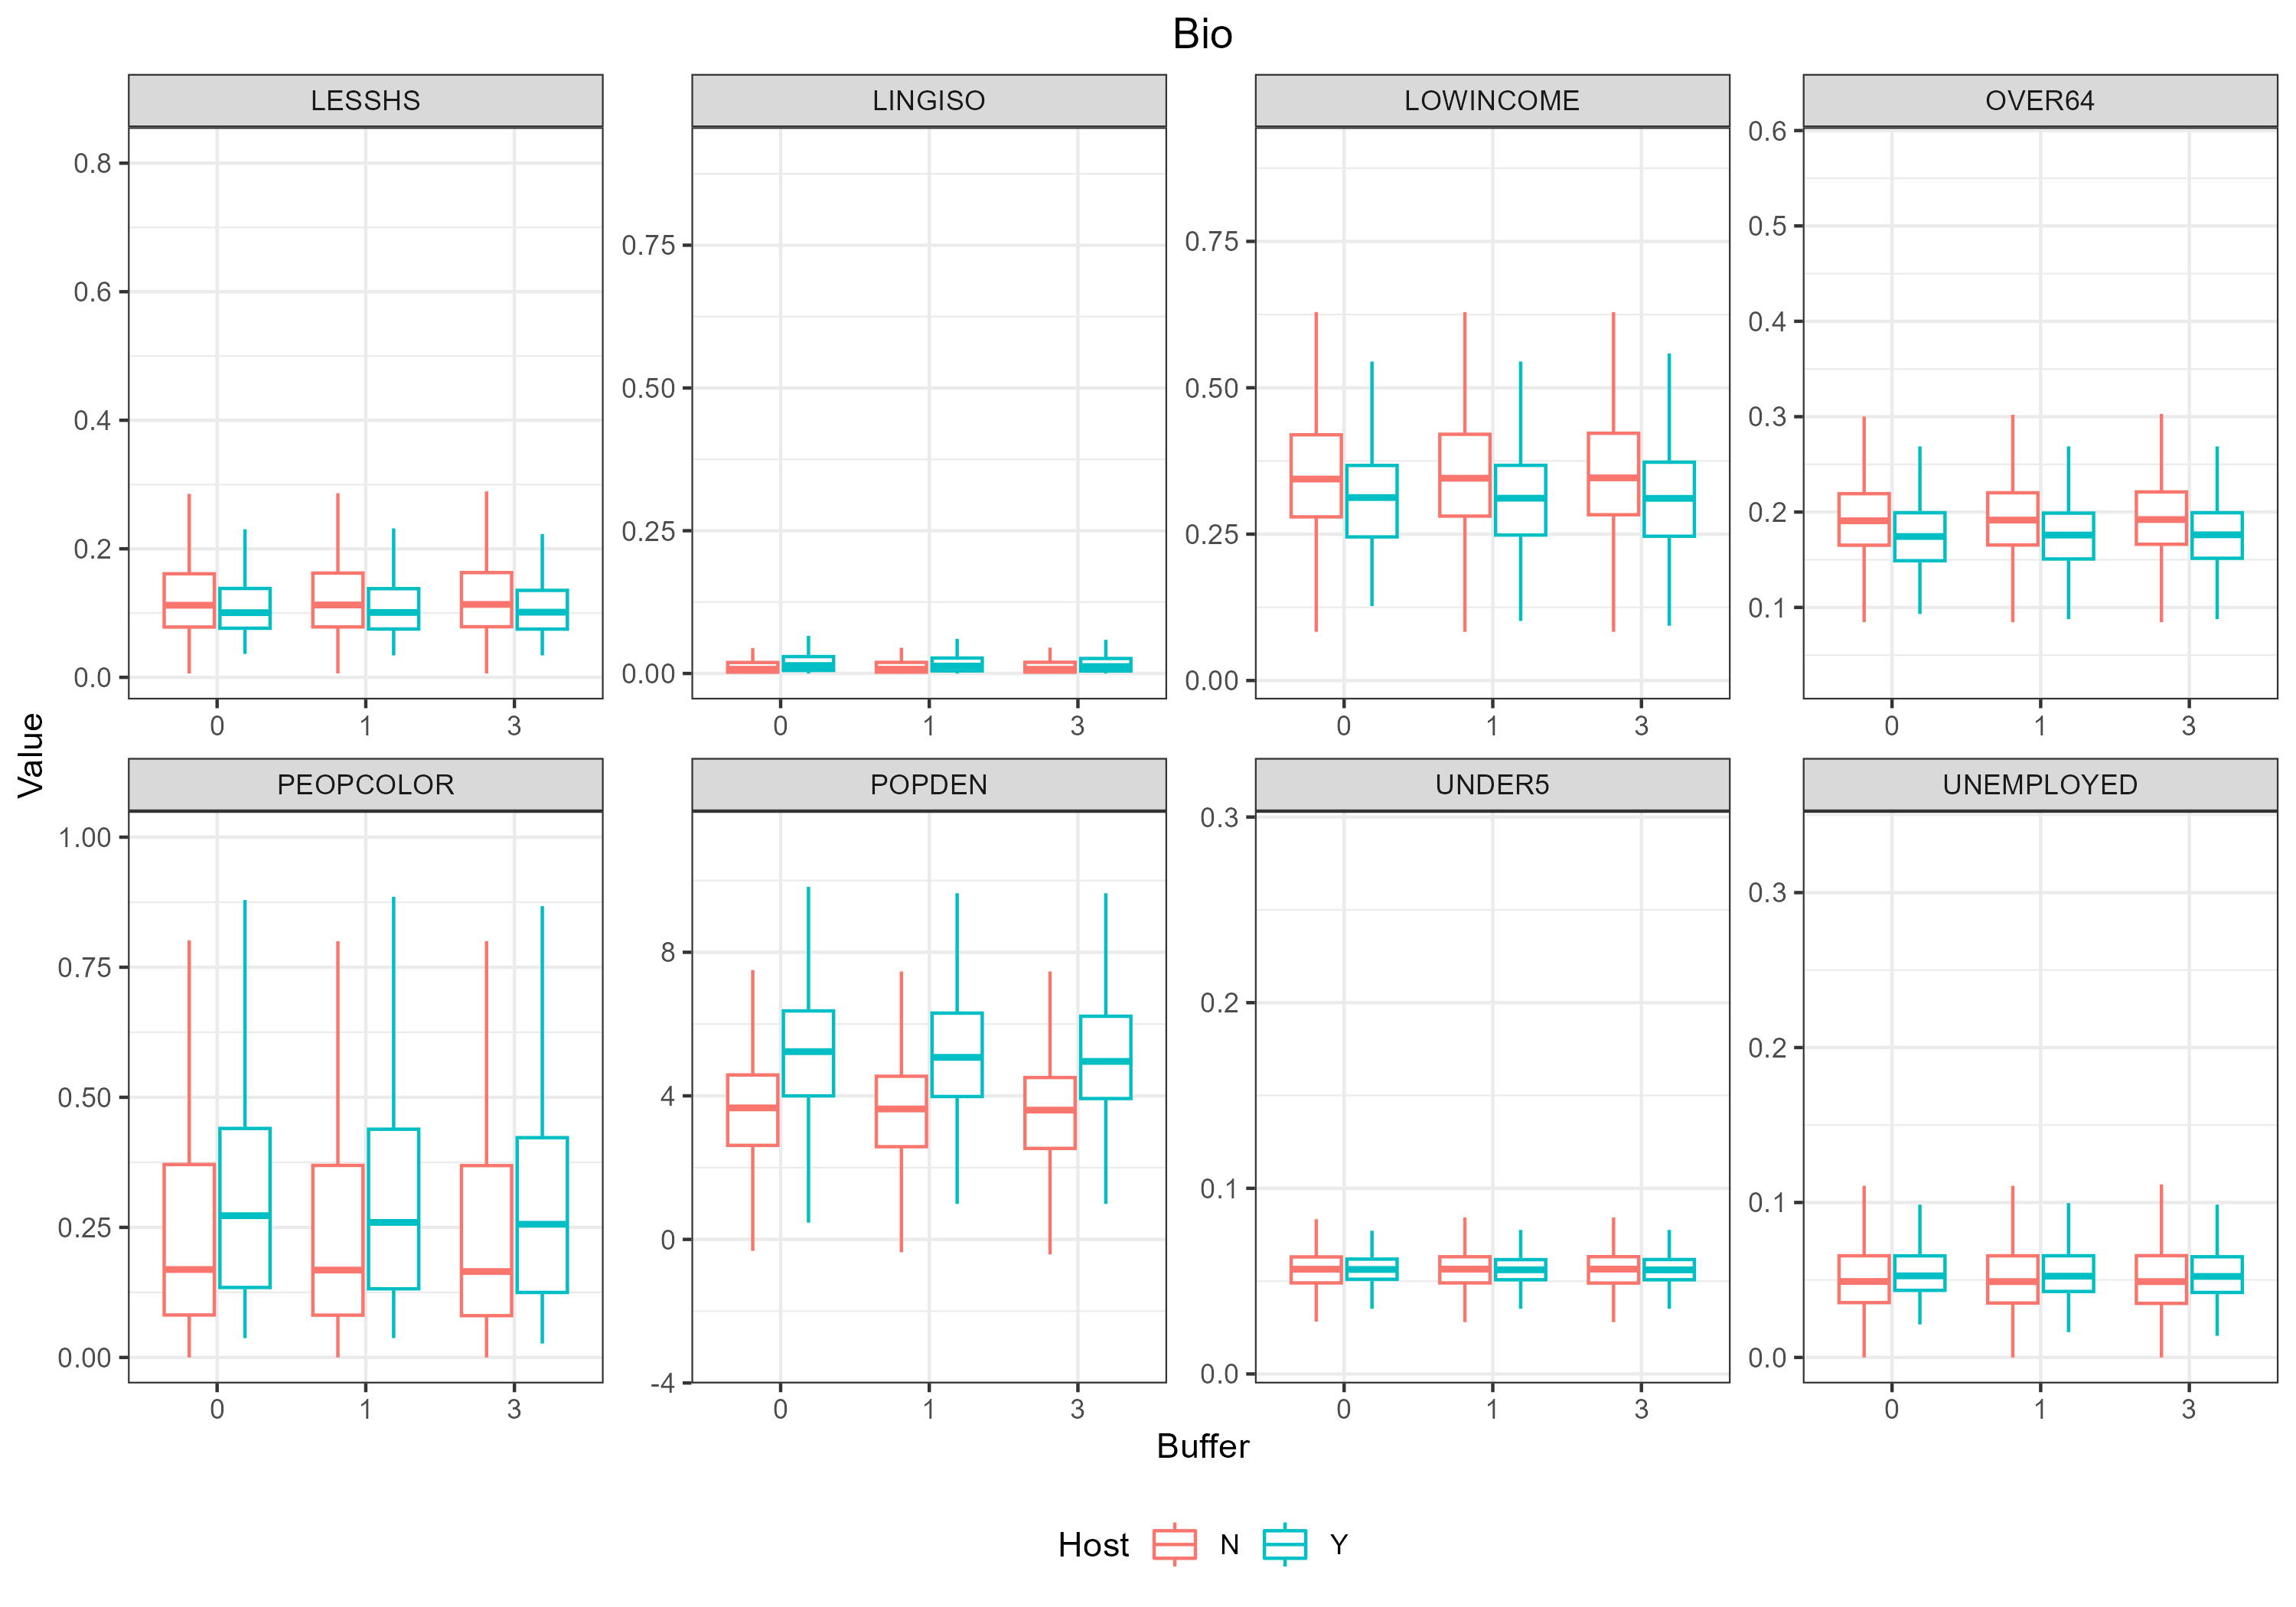 Bio
LESSHS LINGISO LOWINCOME OVER64
0.8 0.6 0.4 0.2 0.0
0.75 0.50 0.25 0.00
0.75 0.50 0.25 0.00
0.6 0.5 0.4 0.3 0.2 0.1
0 1 3 0 1 3 0 1 3 0 1 3
Value
PEOPCOLOR POPDEN UNDER5 UNEMPLOYED
1.00 0.75 0.50 0.25 0.00
8 4 0 -4
0.3 0.2 0.1 0.0
0.3 0.2 0.1 0.0
0 1 3 0 1 3 0 1 3 0 1 3
Buffer
Host N Y